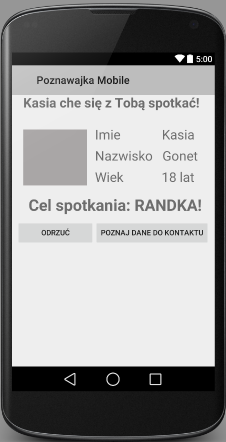 5:00
Poznawajka Mobile
Kasia che się z Tobą spotkać!
Imie Kasia
Nazwisko Gonet
Wiek 18 lat
Cel spotkania: RANDKA!
ODRZUĆ POZNAJ DANE DO KONTAKTU